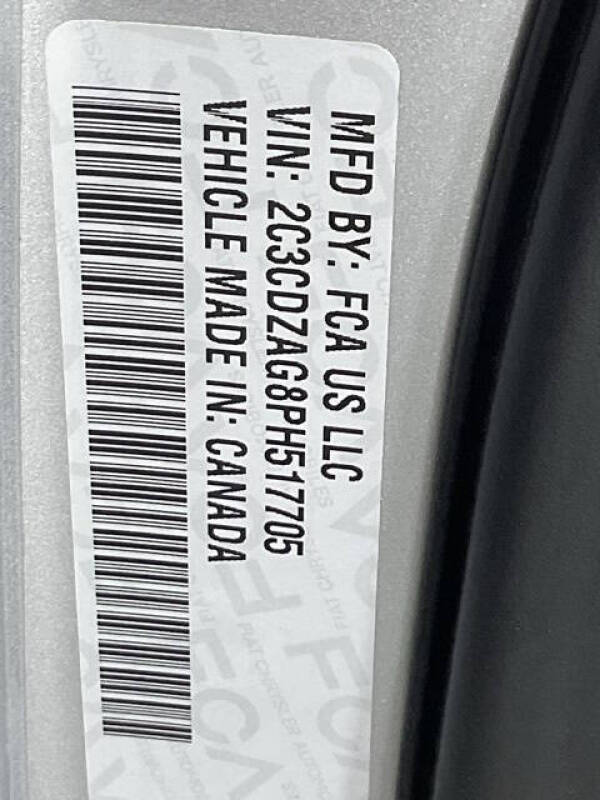 MFD BY: FCA US LLC
VIN: 2C3CDZAG8PH517705
VEHICLE MADE IN: CANADA